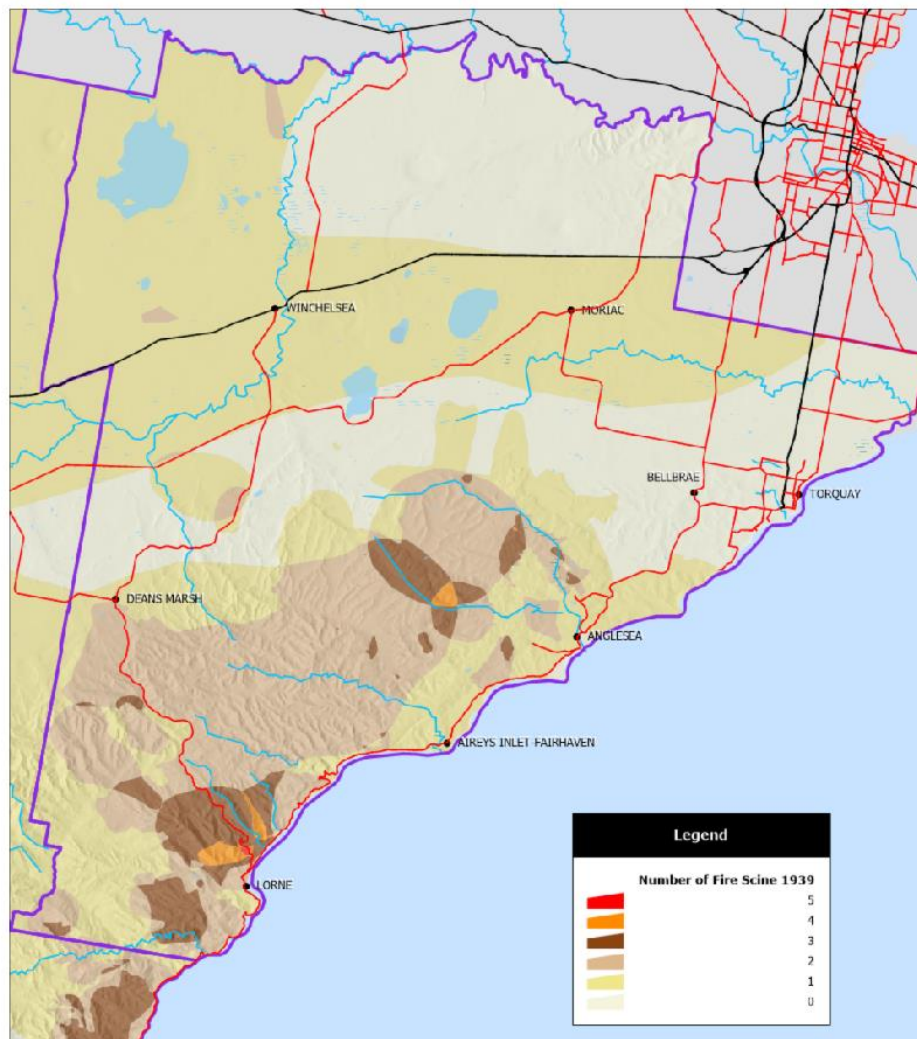 WINCHELSEA
MORIAC
BELLBRAE
TORQUAY
DEANS MARSH
ANGLESEA
AIREYS INLET-FAIRHAVEN
LORNE
Legend
Number of Fire Scine 1939
5
4
3
2
1
0